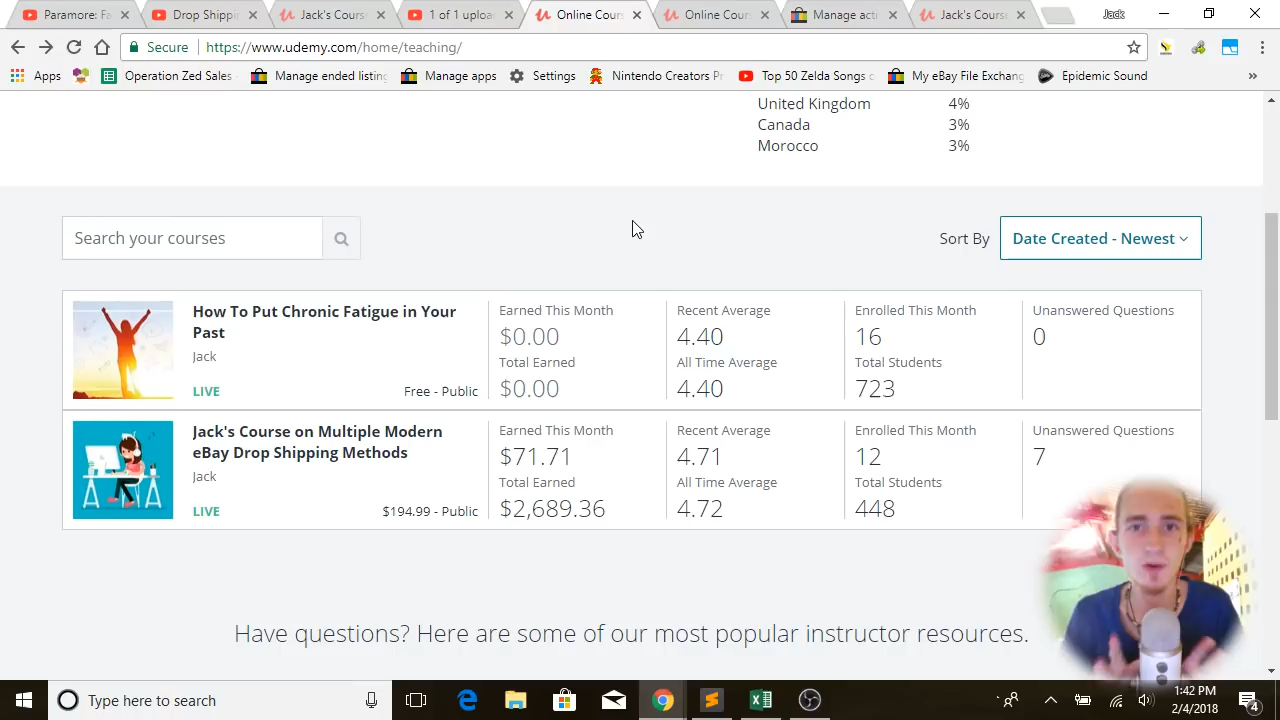 Paramoret Fa
Drop Shippin
Jack's Course
1 of 1 uploa
Online Cours
Online Cours
Manage acti
Jack's Course
Jack
Secure
https://www.udemy.com/home/teaching/
Apps
Operation Zed Sales
Manage ended listing
Manage apps
Settings
Nintendo Creators Pr
Top 50 Zelda Songs o
My eBay File Exchang
Epidemic Sound
»
United Kingdom 4%
Canada 3%
Morocco 3%
Search your courses
Sort By
Date Created - Newest
How To Put Chronic Fatigue in Your
Past
Jack
LIVE
Free - Public
Earned This Month
$0.00
Total Earned
$0.00
Recent Average
4.40
All Time Average
4.40
Enrolled This Month
16
Total Students
723
Unanswered Questions
0
Jack's Course on Multiple Modern
eBay Drop Shipping Methods
Jack
LIVE
$194.99 - Public
Earned This Month
$71.71
Total Earned
$2,689.36
Recent Average
4.71
All Time Average
4.72
Enrolled This Month
12
Total Students
448
Unanswered Questions
7
Have questions? Here are some of our most popular instructor resources.
Type here to search
1:42 PM
2/4/2018
4